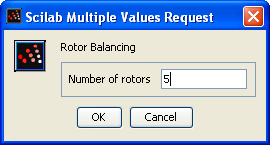 Scilab Multiple Values Request
Rotor Balancing
Number of rotors 5
OK Cancel